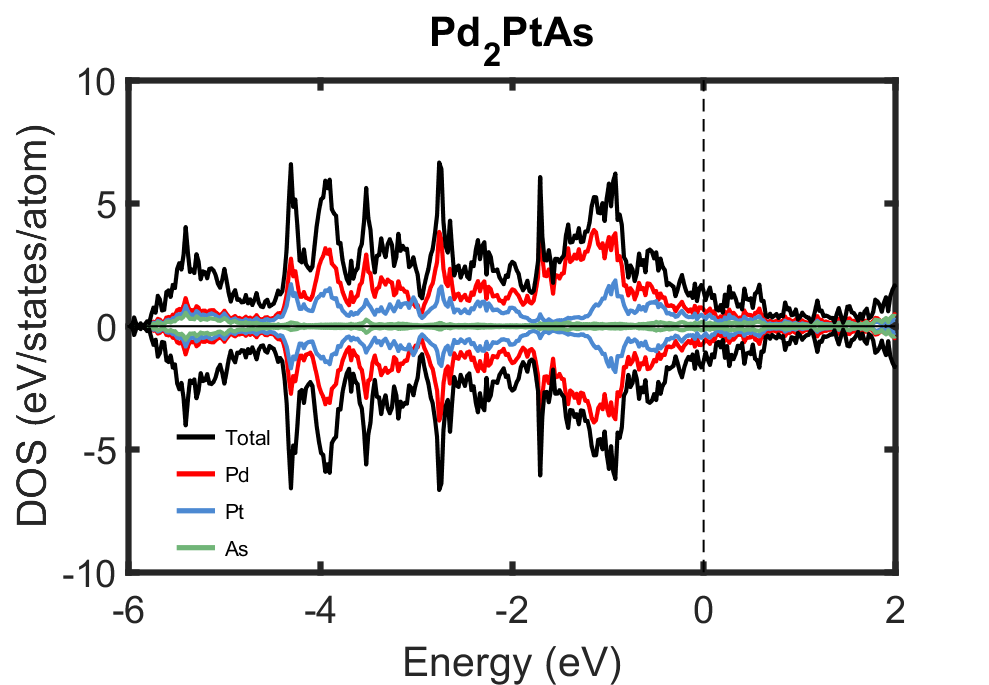 Pd2PtAs
10
5
0
-5
-10
DOS (eV/states/atom)
Total
Pd
Pt
As
-6 -4 -2 0 2
Energy (eV)